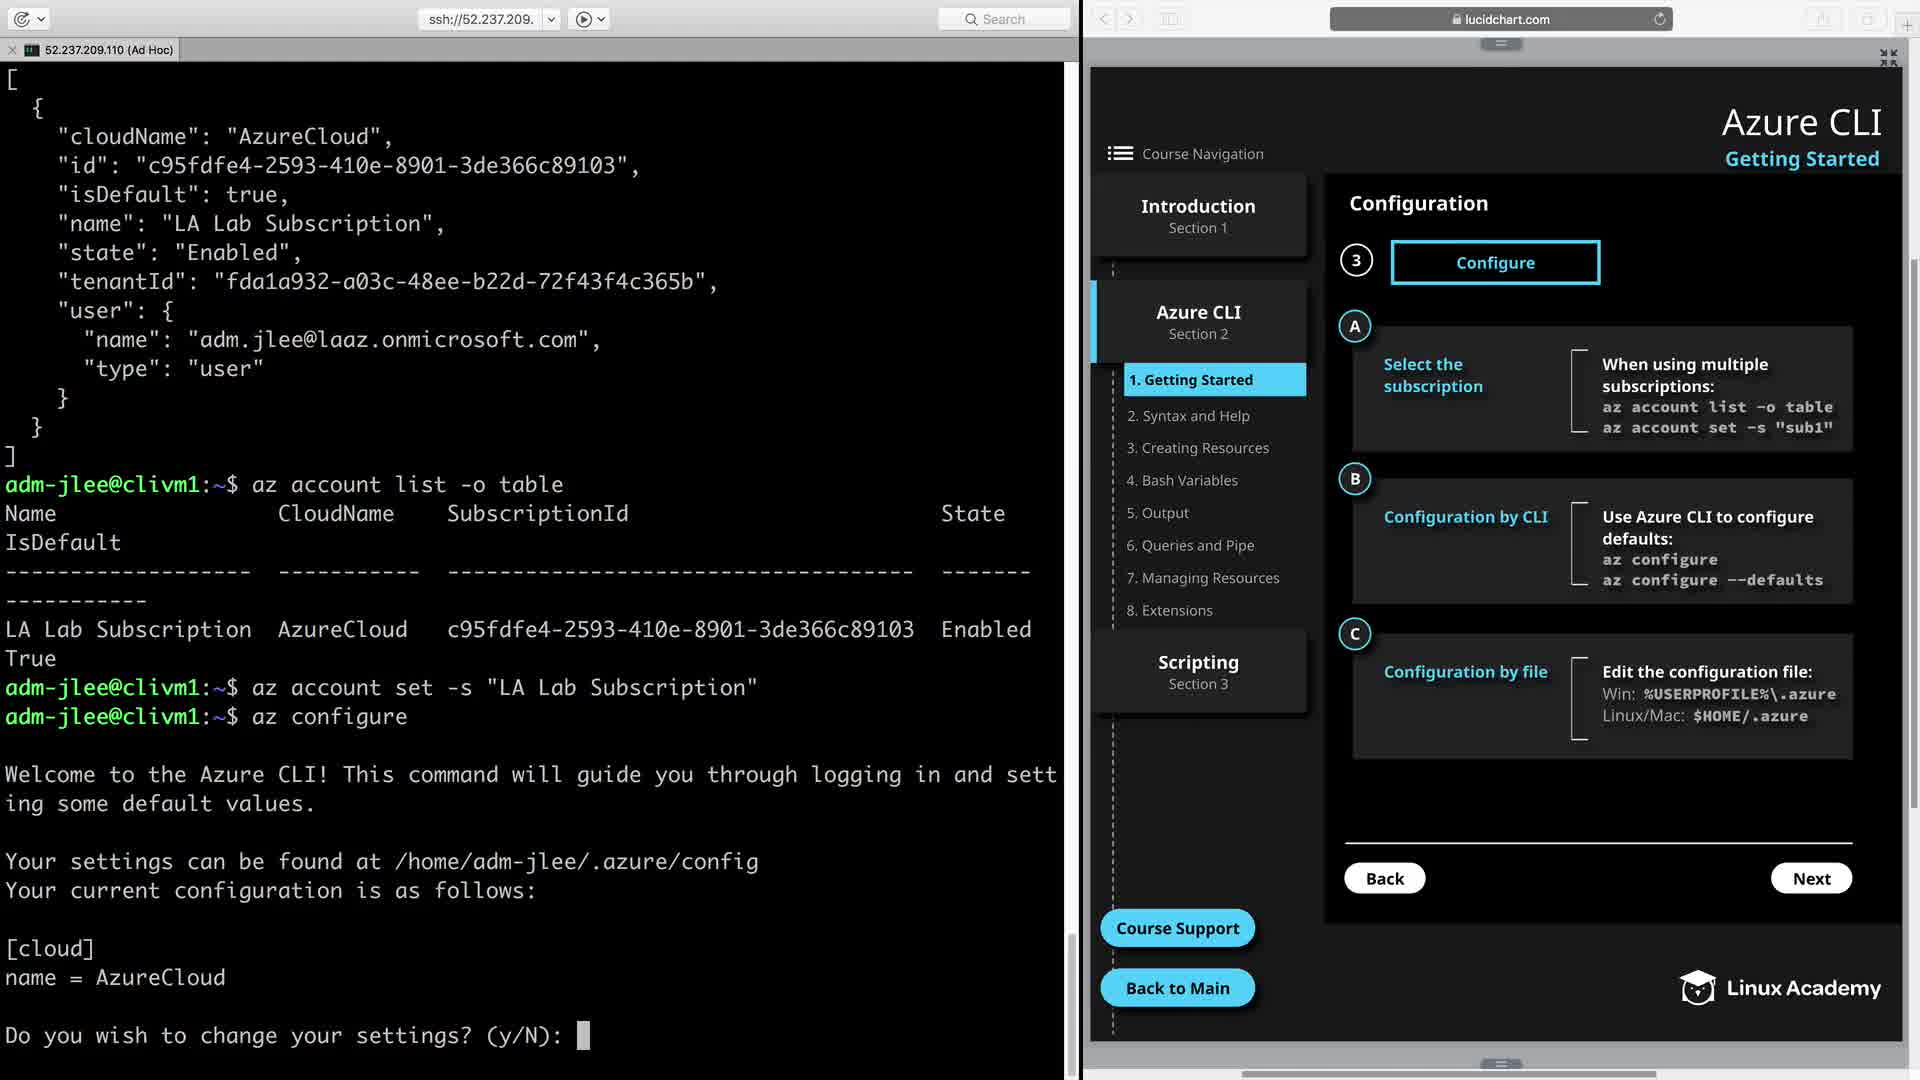 ssh://52.237.209.
Search
52.237.209.110 (Ad Hoc)
[
{
"cloudName": "AzureCloud",
"id": "c95fdfe4-2593-410e-8901-3de366c89103",
"isDefault": true,
"name": "LA Lab Subscription",
"state": "Enabled",
"tenantId": "fda1a932-a03c-48ee-b22d-72f43f4c365b",
"user": {
"name": "adm.jlee@laaz.onmicrosoft.com",
"type": "user"
}
}
]
adm-jlee@clivm1:~$ az account list -o table
Name CloudName SubscriptionId State
IsDefault
------------------- ----------- ------------------------------------ -------
-----------
LA Lab Subscription AzureCloud c95fdfe4-2593-410e-8901-3de366c89103 Enabled
True
adm-jlee@clivm1:~$ az account set -s "LA Lab Subscription"
adm-jlee@clivm1:~$ az configure
Welcome to the Azure CLI! This command will guide you through logging in and sett
ing some default values.
Your settings can be found at /home/adm-jlee/.azure/config
Your current configuration is as follows:
[cloud]
name = AzureCloud
Do you wish to change your settings? (y/N):
lucidchart.com
Azure CLI
Getting Started
Course Navigation
Introduction
Section 1
Azure CLI
Section 2
1. Getting Started
2. Syntax and Help
3. Creating Resources
4. Bash Variables
5. Output
6. Queries and Pipe
7. Managing Resources
8. Extensions
Scripting
Section 3
Course Support
Back to Main
Configuration
3 Configure
A
Select the
subscription
When using multiple
subscriptions:
az account list -o table
az account set -s "sub1"
B
Configuration by CLI
Use Azure CLI to configure
defaults:
az configure
az configure --defaults
C
Configuration by file
Edit the configuration file:
Win: %USERPROFILE%\.azure
Linux/Mac: $HOME/.azure
Back
Next
Linux Academy